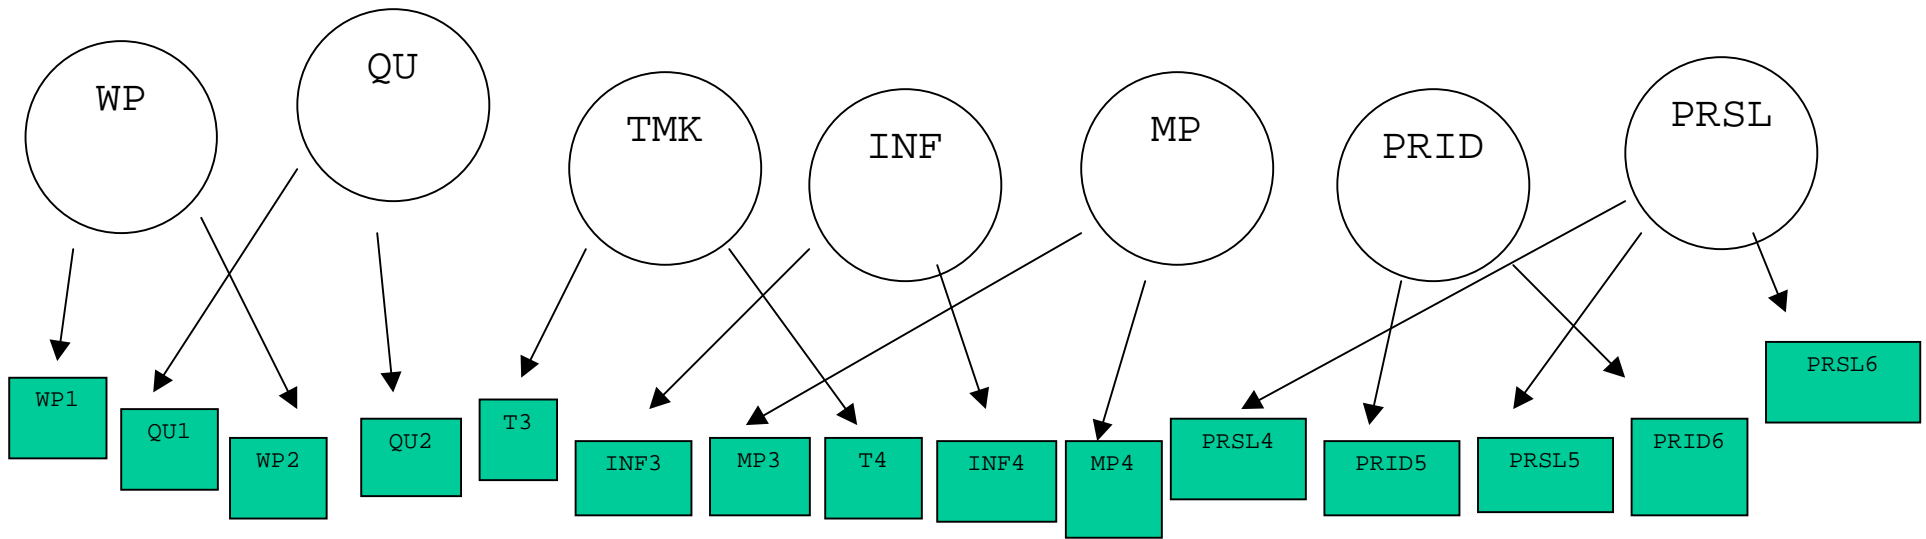 WP
QU
TMK
INF
MP
PRID
PRSL
WP1
QU1
WP2
QU2
T3
INF3
MP3
T4
INF4
MP4
PRSL4
PRID5
PRSL5
PRID6
PRSL6